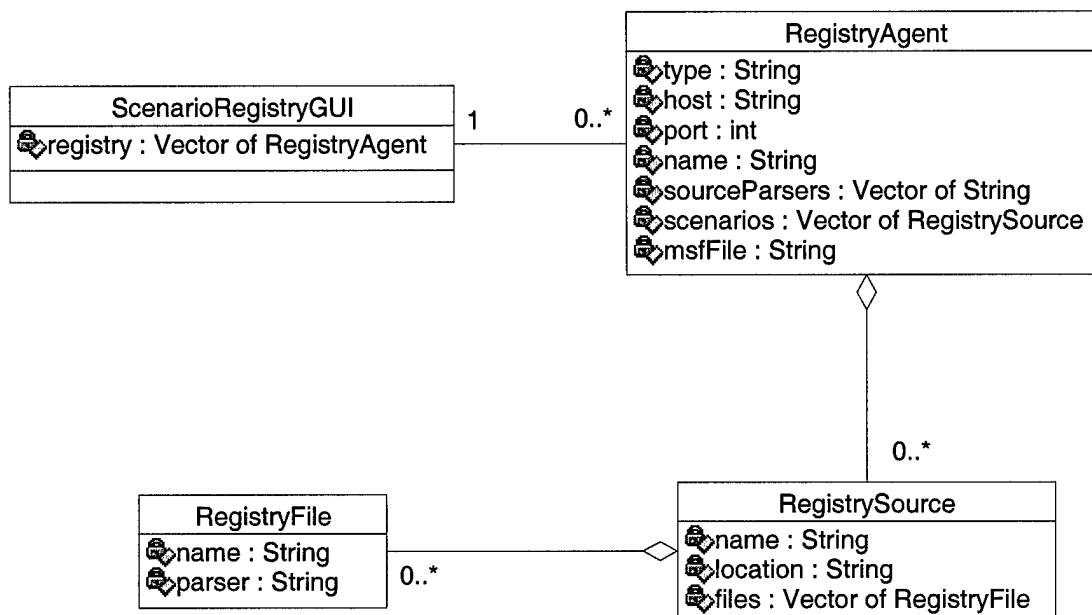 RegistryAgent
type : String
host : String
port : int
name : String
sourceParsers : Vector of String
scenarios : Vector of RegistrySource
msfFile : String
ScenarioRegistryGUI
registry : Vector of RegistryAgent
1
0..*
0..*
RegistryFile
name : String
parser : String
0..*
RegistrySource
name : String
location : String
files : Vector of RegistryFile